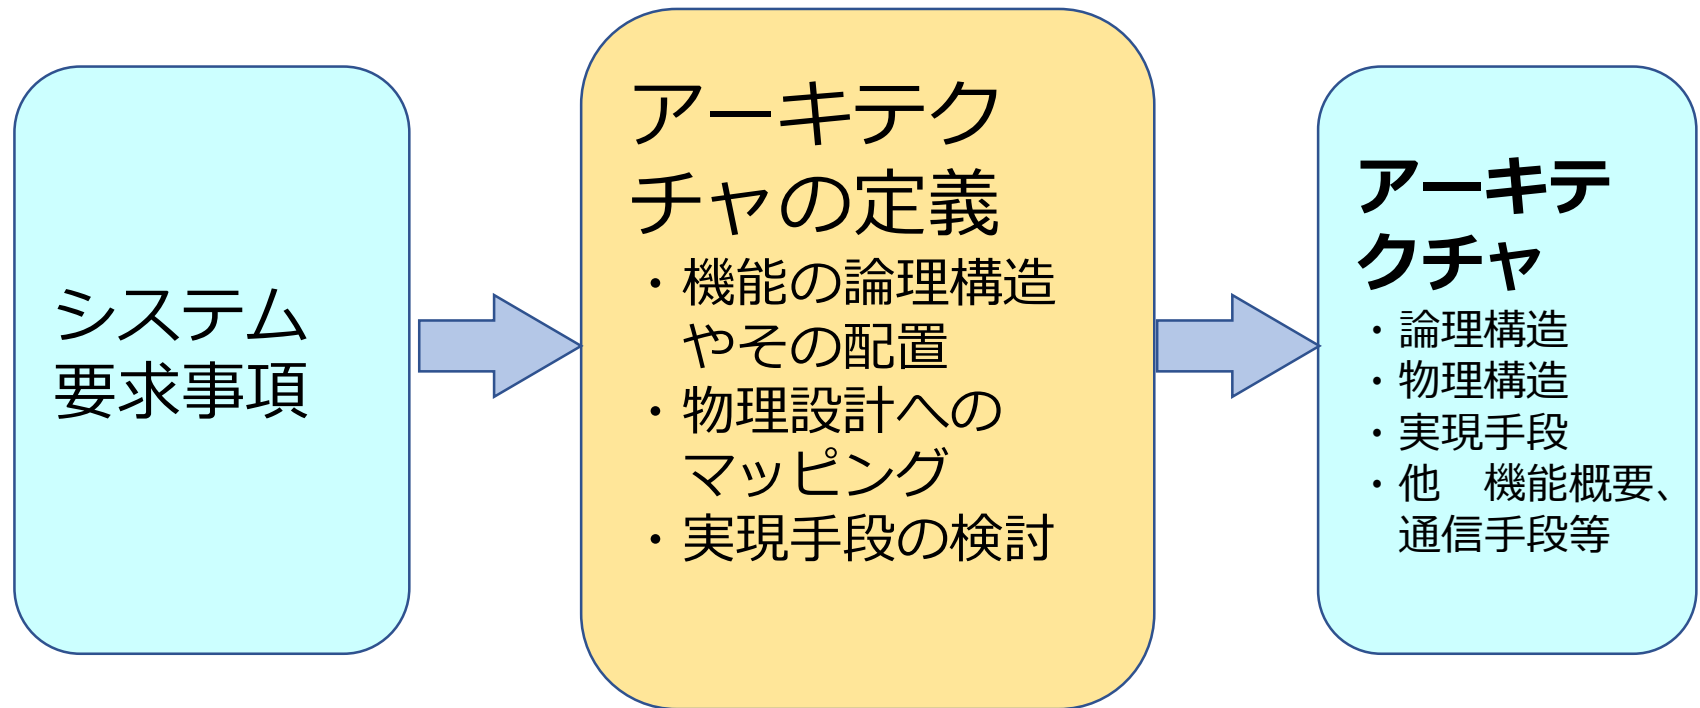 システム
要求事項
アーキテク
チャの定義
・機能の論理構造
やその配置
・物理設計への
マッピング
・実現手段の検討
アーキテ
クチャ
・論理構造
・物理構造
・実現手段
・他　機能概要、
通信手段等